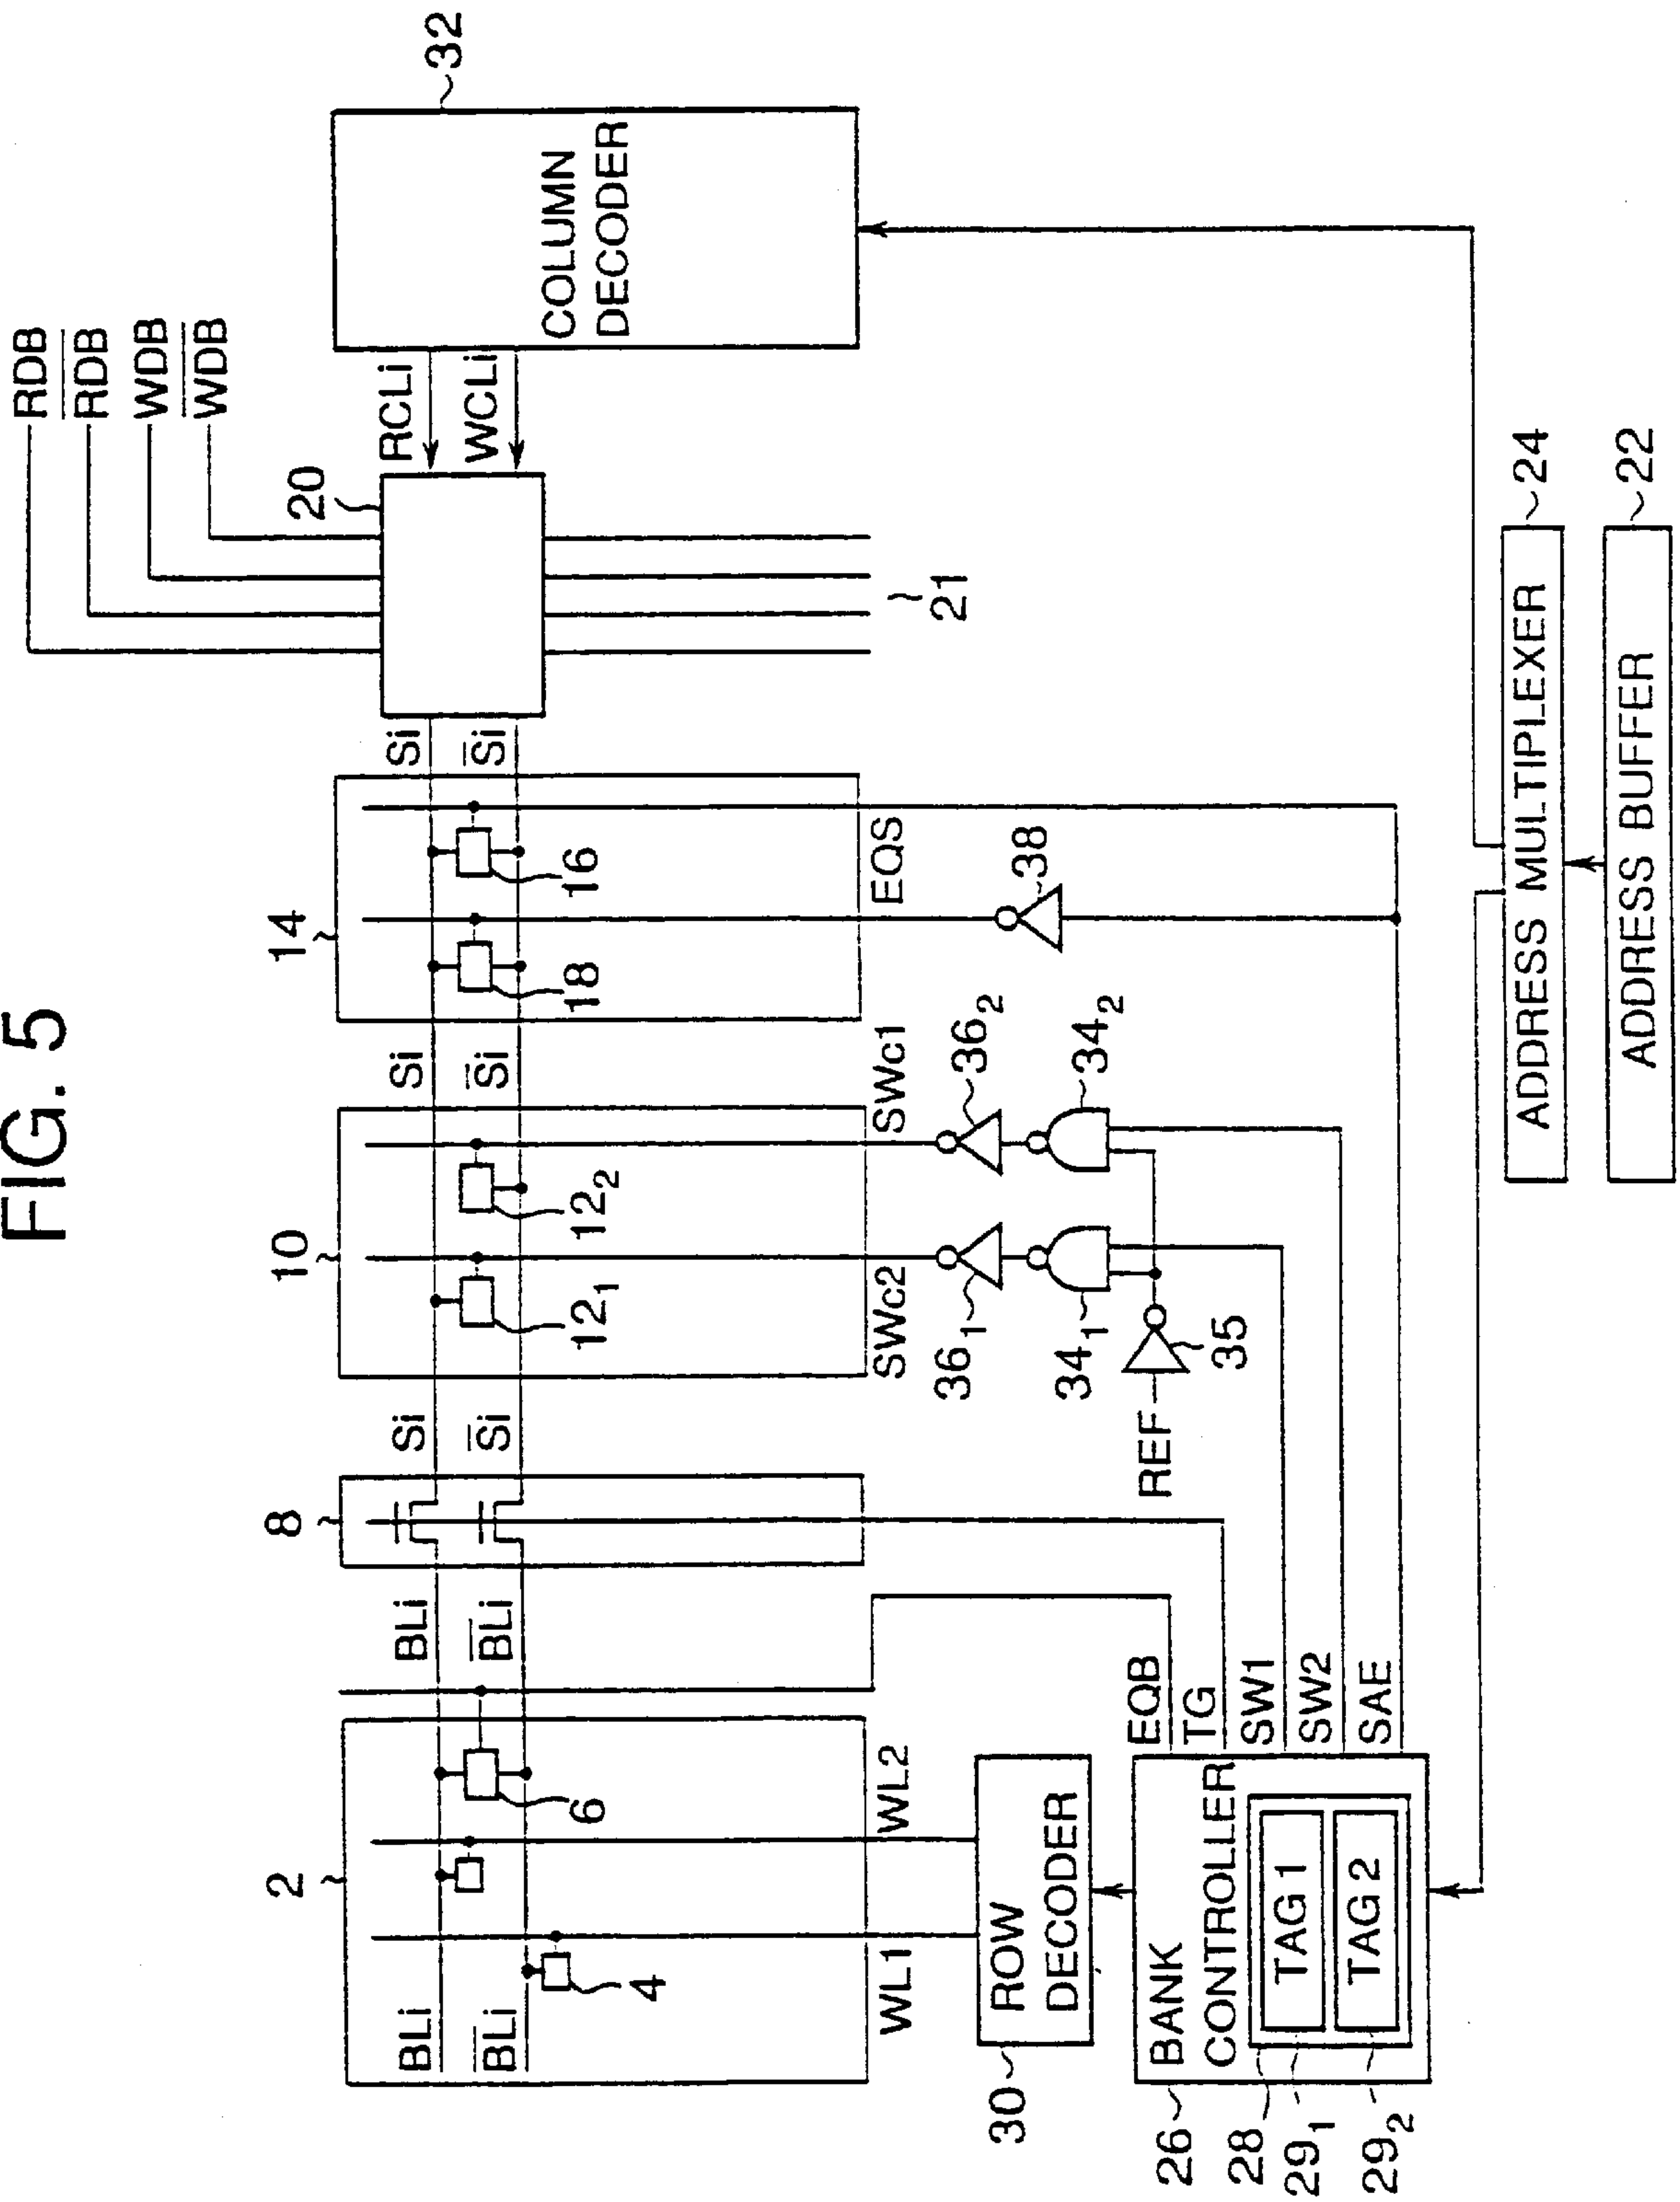 FIG. 5
RDB
RDB
WDB
WDB
2
8
10
14
20
32
BLi
BLi
BLi
BLi
Si
Si
Si
Si
Si
Si
RCLi
WCLi
4
6
12₁
12₂
18
16
21
COLUMN
DECODER
WL1
WL2
SWc2
SWc1
EQS
36₁
36₂
38
34₁
34₂
35
REF
30
ROW
DECODER
EQB
TG
SW1
SW2
SAE
26
BANK
CONTROLLER
28
29₁
29₂
TAG 1
TAG 2
ADDRESS MULTIPLEXER
24
ADDRESS BUFFER
22